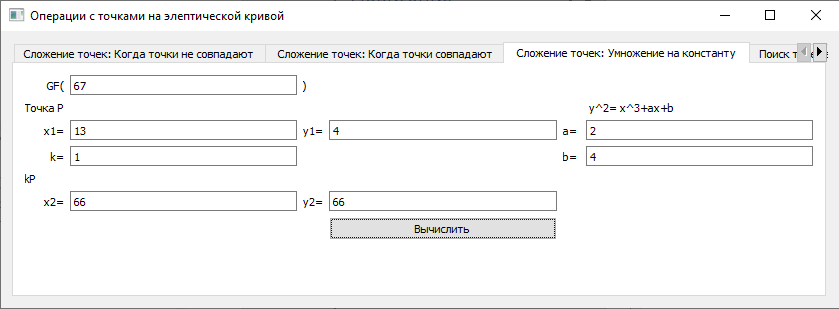 Операции с точками на элептической кривой
Сложение точек: Когда точки не совпадают Сложение точек: Когда точки совпадают Сложение точек: Умножение на константу Поиск
GF( 67 )
Точка P y^2= x^3+ax+b
x1= 13 y1= 4 a= 2
k= 1 b= 4
kP
x2= 66 y2= 66
Вычислить